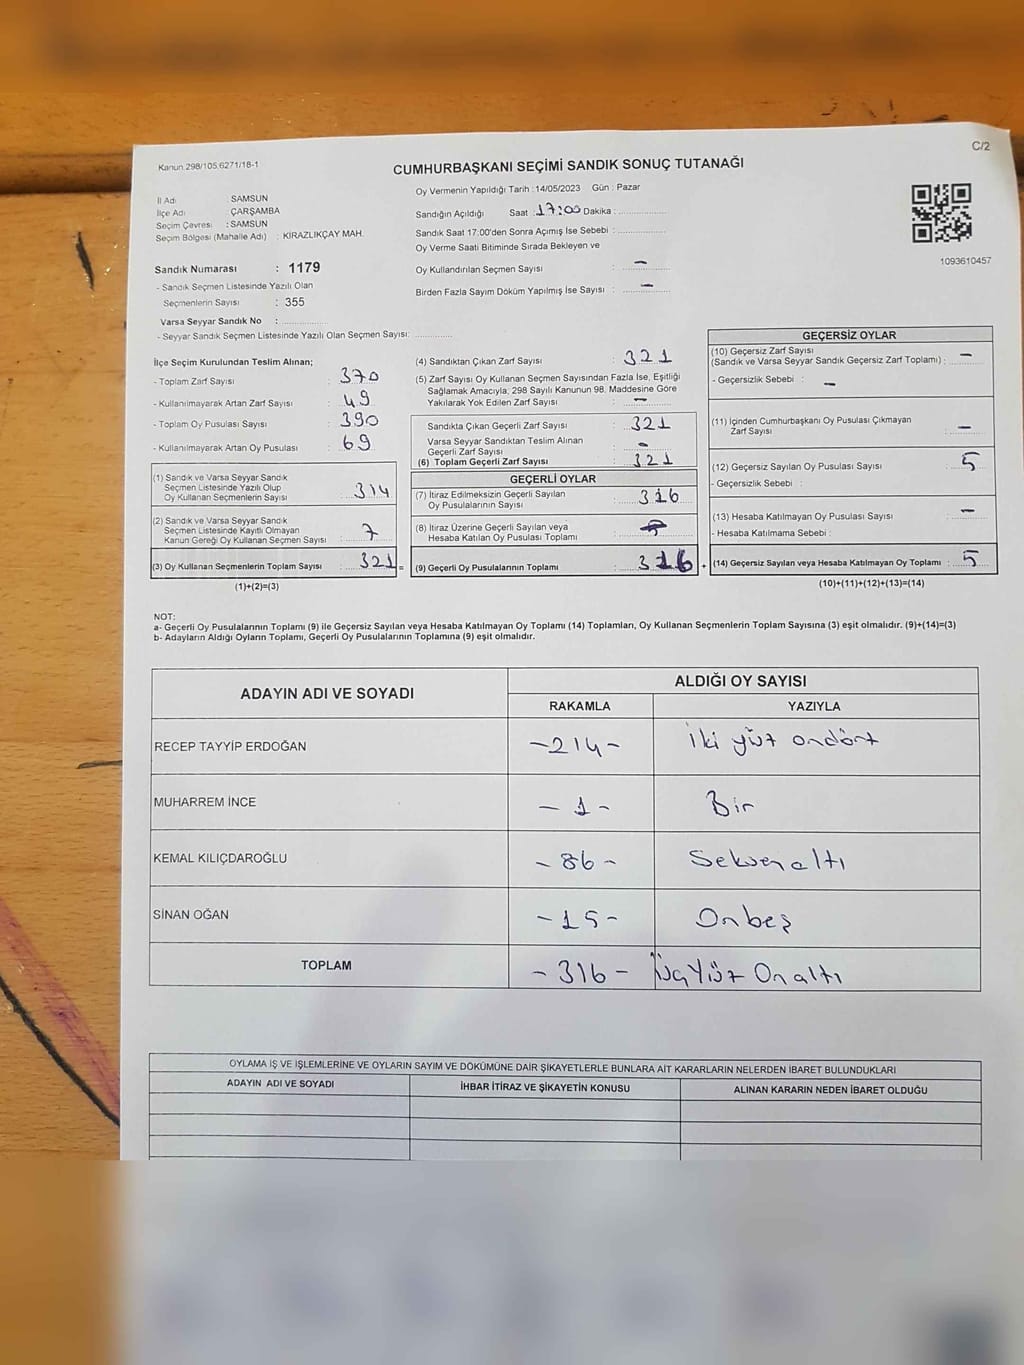 C/2
Kanun 298/105,6271/18-1
CUMHURBAŞKANI SEÇİMİ SANDIK SONUÇ TUTANAĞI
İl Adı : SAMSUN
İlçe Adı : ÇARŞAMBA
Seçim Çevresi : SAMSUN
Seçim Bölgesi (Mahalle Adı) : KIRAZLIKÇAY MAH.
Oy Vermenin Yapıldığı Tarih : 14/05/2023 Gün : Pazar
Sandığın Açıldığı Saat : 17:00 Dakika :
Sandık Saat 17:00'den Sonra Açımış İse Sebebi :
Oy Verme Saati Bitiminde Sırada Bekleyen ve
Oy Kullandırılan Seçmen Sayısı : —
Birden Fazla Sayım Döküm Yapılmış İse Sayısı : —
1093610457
Sandık Numarası : 1179
- Sandık Seçmen Listesinde Yazılı Olan
Seçmenlerin Sayısı : 355
Varsa Seyyar Sandık No :
- Seyyar Sandık Seçmen Listesinde Yazılı Olan Seçmen Sayısı:
İlçe Seçim Kurulundan Teslim Alınan;
- Toplam Zarf Sayısı : 370
- Kullanılmayarak Artan Zarf Sayısı : 49
- Toplam Oy Pusulası Sayısı : 390
- Kullanılmayarak Artan Oy Pusulası : 69
(1) Sandık ve Varsa Seyyar Sandık
Seçmen Listesinde Yazılı Olup
Oy Kullanan Seçmenlerin Sayısı : 314
(2) Sandık ve Varsa Seyyar Sandık
Seçmen Listesinde Kayıtlı Olmayan
Kanun Gereği Oy Kullanan Seçmen Sayısı : 7
(3) Oy Kullanan Seçmenlerin Toplam Sayısı : 321 =
(1)+(2)=(3)
(4) Sandıktan Çıkan Zarf Sayısı : 321
(5) Zarf Sayısı Oy Kullanan Seçmen Sayısından Fazla İse, Eşitliği
Sağlamak Amacıyla, 298 Sayılı Kanunun 98. Maddesine Göre
Yakılarak Yok Edilen Zarf Sayısı : —
Sandıkta Çıkan Geçerli Zarf Sayısı : 321
Varsa Seyyar Sandıktan Teslim Alınan
Geçerli Zarf Sayısı : —
(6) Toplam Geçerli Zarf Sayısı : 321
GEÇERLİ OYLAR
(7) İtiraz Edilmeksizin Geçerli Sayılan
Oy Pusulalarının Sayısı : 316
(8) İtiraz Üzerine Geçerli Sayılan veya
Hesaba Katılan Oy Pusulası Toplamı :
(9) Geçerli Oy Pusulalarının Toplamı : 316 +
GEÇERSİZ OYLAR
(10) Geçersiz Zarf Sayısı
(Sandık ve Varsa Seyyar Sandık Geçersiz Zarf Toplamı) : —
- Geçersizlik Sebebi : —
(11) İçinden Cumhurbaşkanı Oy Pusulası Çıkmayan
Zarf Sayısı : —
(12) Geçersiz Sayılan Oy Pusulası Sayısı : 5
- Geçersizlik Sebebi :
(13) Hesaba Katılmayan Oy Pusulası Sayısı : —
- Hesaba Katılmama Sebebi :
(14) Geçersiz Sayılan veya Hesaba Katılmayan Oy Toplamı : 5
(10)+(11)+(12)+(13)=(14)
NOT:
a- Geçerli Oy Pusulalarının Toplamı (9) ile Geçersiz Sayılan veya Hesaba Katılmayan Oy Toplamı (14) Toplamları, Oy Kullanan Seçmenlerin Toplam Sayısına (3) eşit olmalıdır. (9)+(14)=(3)
b- Adayların Aldığı Oyların Toplamı, Geçerli Oy Pusulalarının Toplamına (9) eşit olmalıdır.
ADAYIN ADI VE SOYADI ALDIĞI OY SAYISI
RAKAMLA YAZIYLA
RECEP TAYYİP ERDOĞAN -214- iki yüz ondört
MUHARREM İNCE -1- Bir
KEMAL KILIÇDAROĞLU -86- Seksenaltı
SİNAN OĞAN -15- Onbeş
TOPLAM -316- ÜçYüz Onaltı
OYLAMA İŞ VE İŞLEMLERİNE VE OYLARIN SAYIM VE DÖKÜMÜNE DAİR ŞİKAYETLERLE BUNLARA AİT KARARLARIN NELERDEN İBARET BULUNDUKLARI
ADAYIN ADI VE SOYADI İHBAR İTİRAZ VE ŞİKAYETİN KONUSU ALINAN KARARIN NEDEN İBARET OLDUĞU